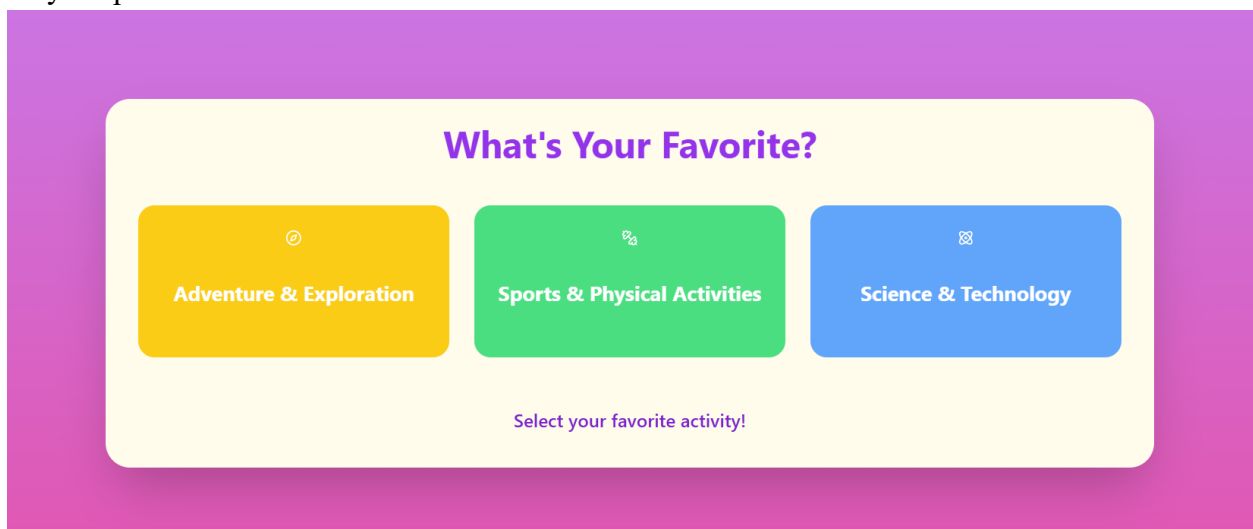 What's Your Favorite?
Adventure & Exploration
Sports & Physical Activities
Science & Technology
Select your favorite activity!